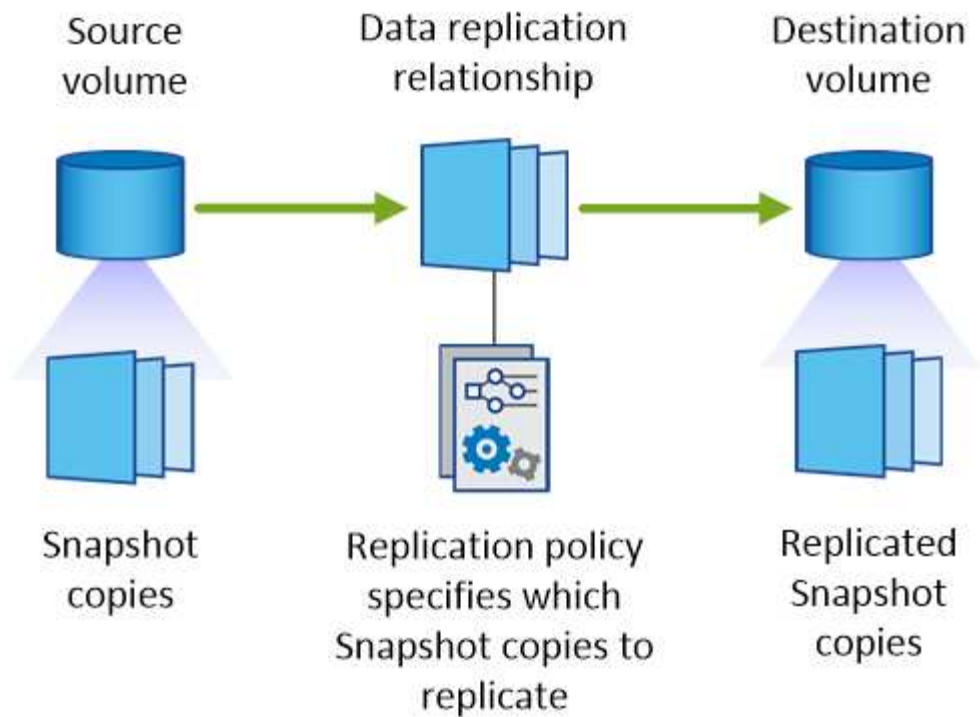 Source
volume
Data replication
relationship
Destination
volume
Snapshot
copies
Replication policy
specifies which
Snapshot copies to
replicate
Replicated
Snapshot
copies